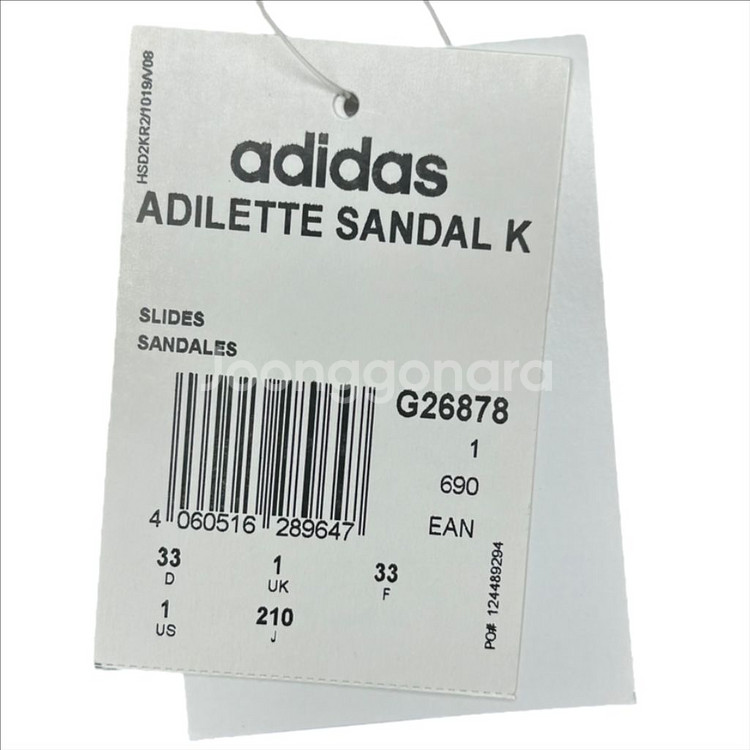 HSD2KR2/1019/V08
adidas
ADILETTE SANDAL K
SLIDES
SANDALES
Joonggonara
G26878
1
690
EAN
4 060516 289647
33 1 33
D UK F
1 210
US J
PO# 124489294